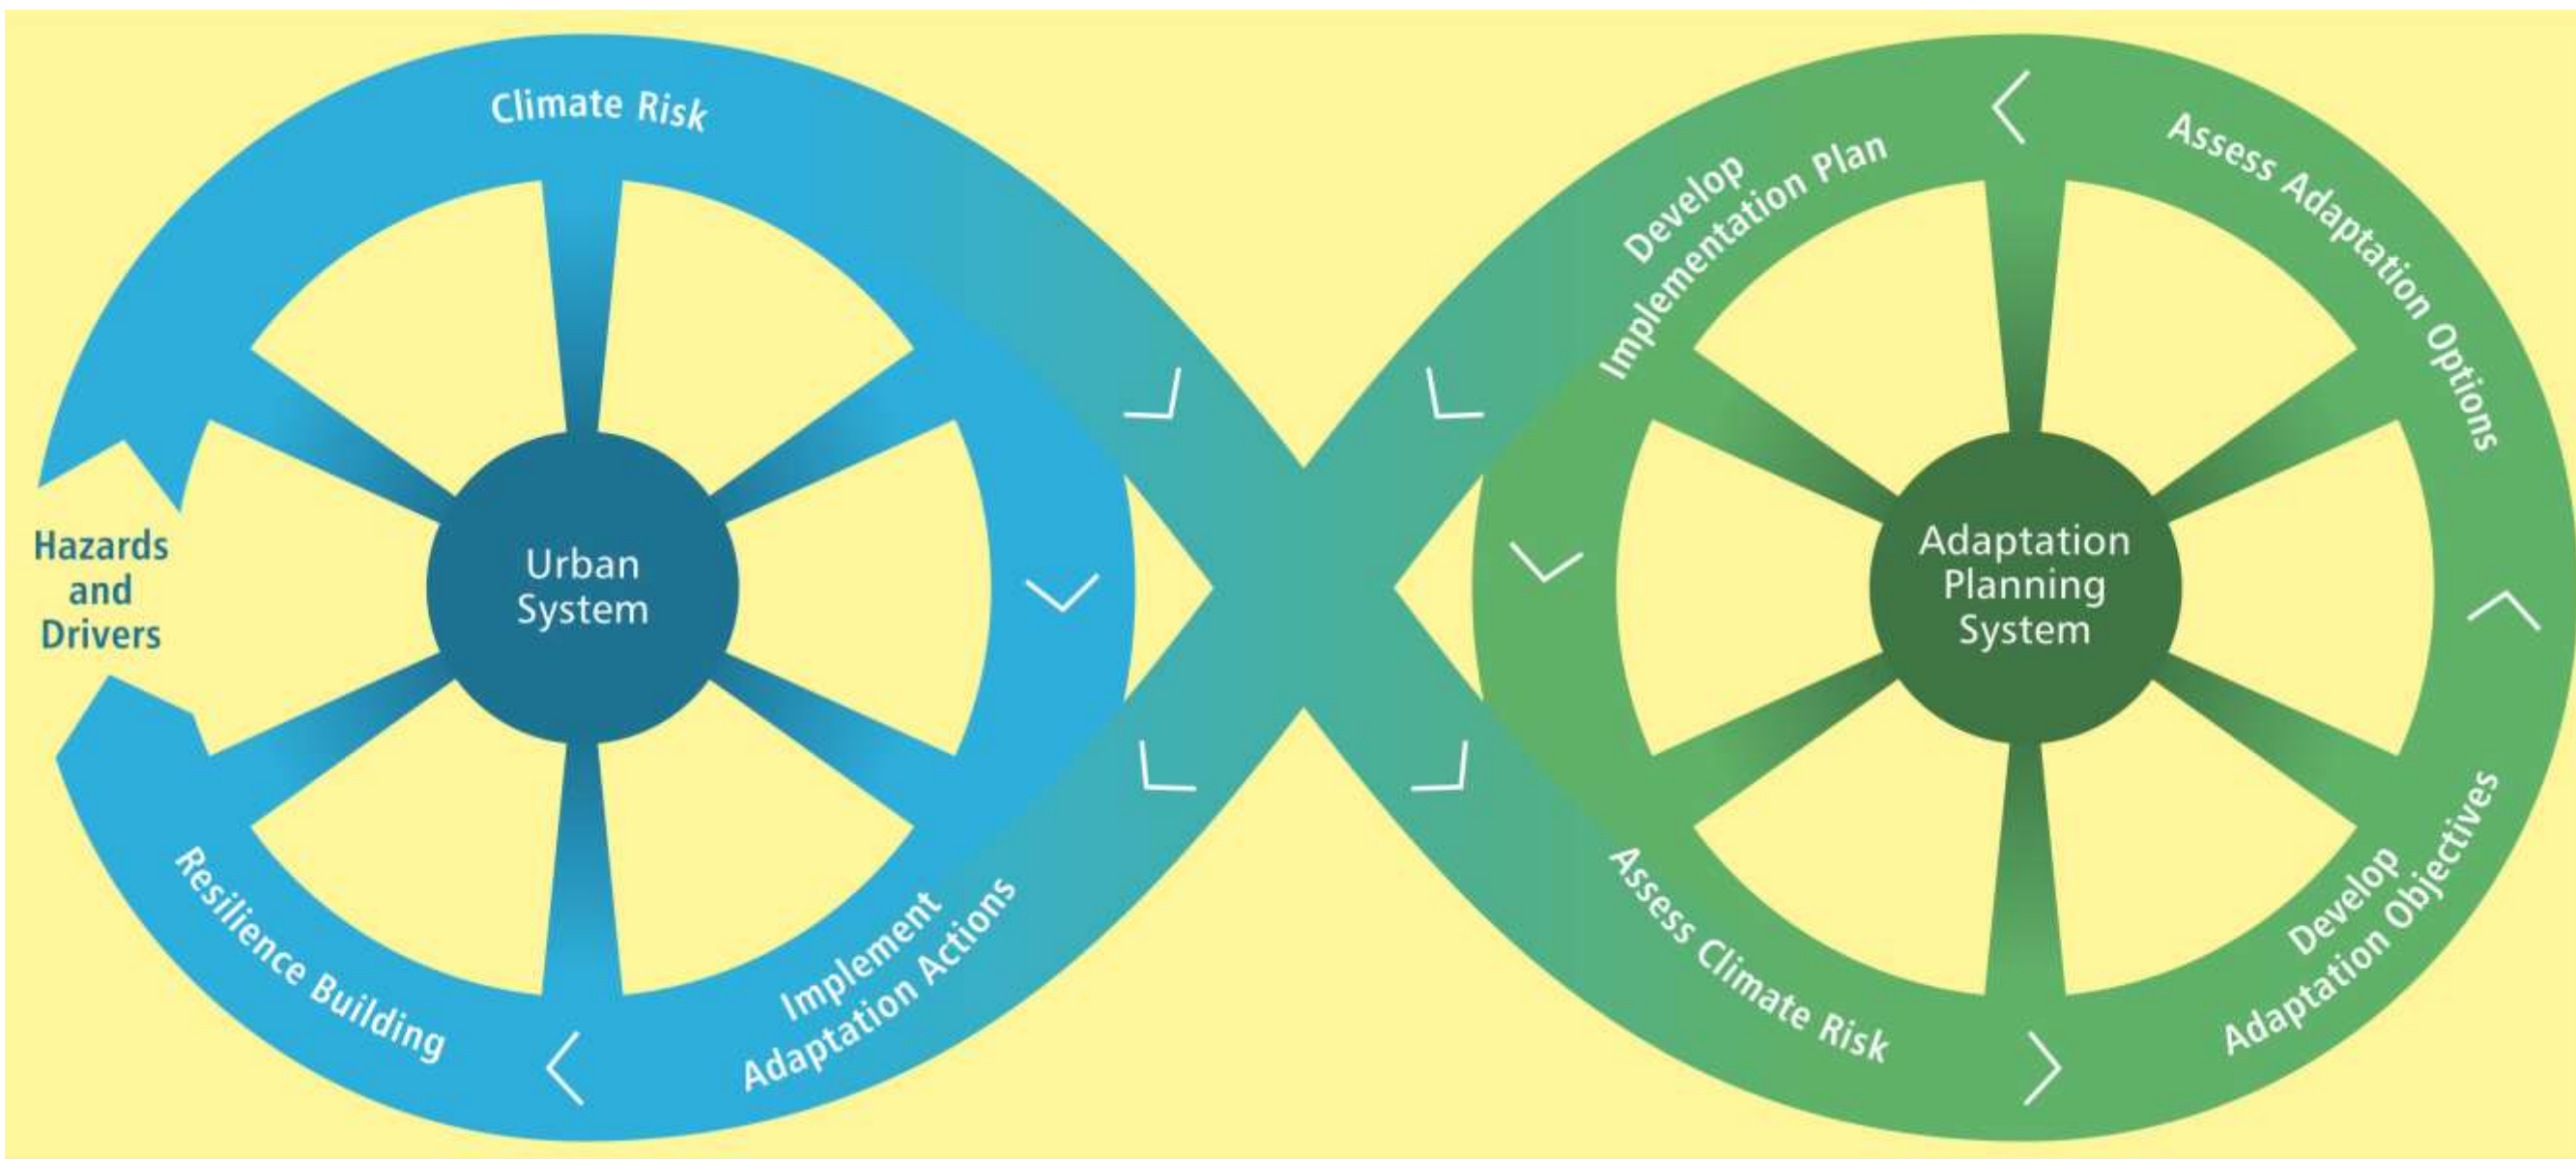 Climate Risk
Hazards
and
Drivers
Urban
System
Resilience Building
Implement
Adaptation Actions
Develop
Implementation Plan
Assess Adaptation Options
Adaptation
Planning
System
Assess Climate Risk
Develop
Adaptation Objectives